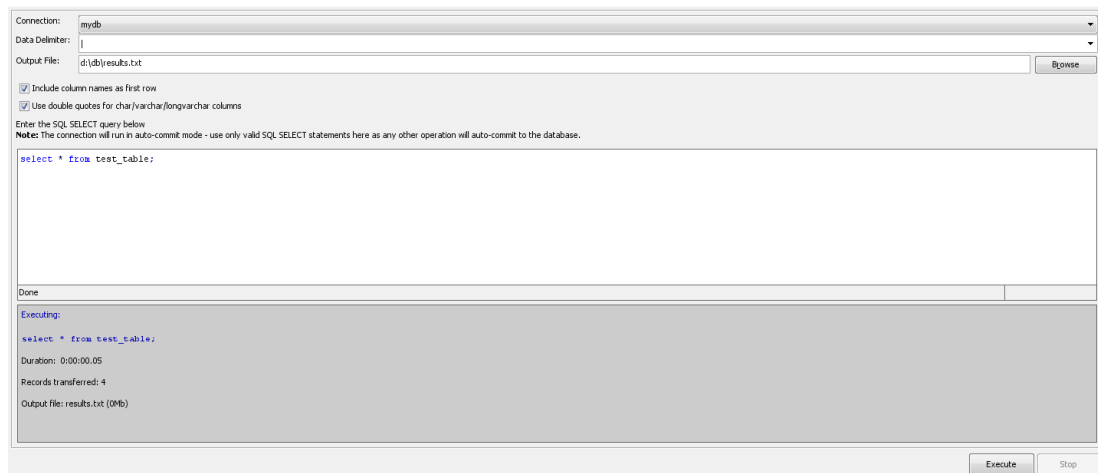 Connection: mydb
Data Delimiter: |
Output File: d:\db\results.txt Browse
Include column names as first row
Use double quotes for char/varchar/longvarchar columns
Enter the SQL SELECT query below
Note: The connection will run in auto-commit mode - use only valid SQL SELECT statements here as any other operation will auto-commit to the database.
select * from test_table;
Done
Executing:
select * from test_table;
Duration: 0:00:00.05
Records transferred: 4
Output file: results.txt (0Mb)
Execute Stop